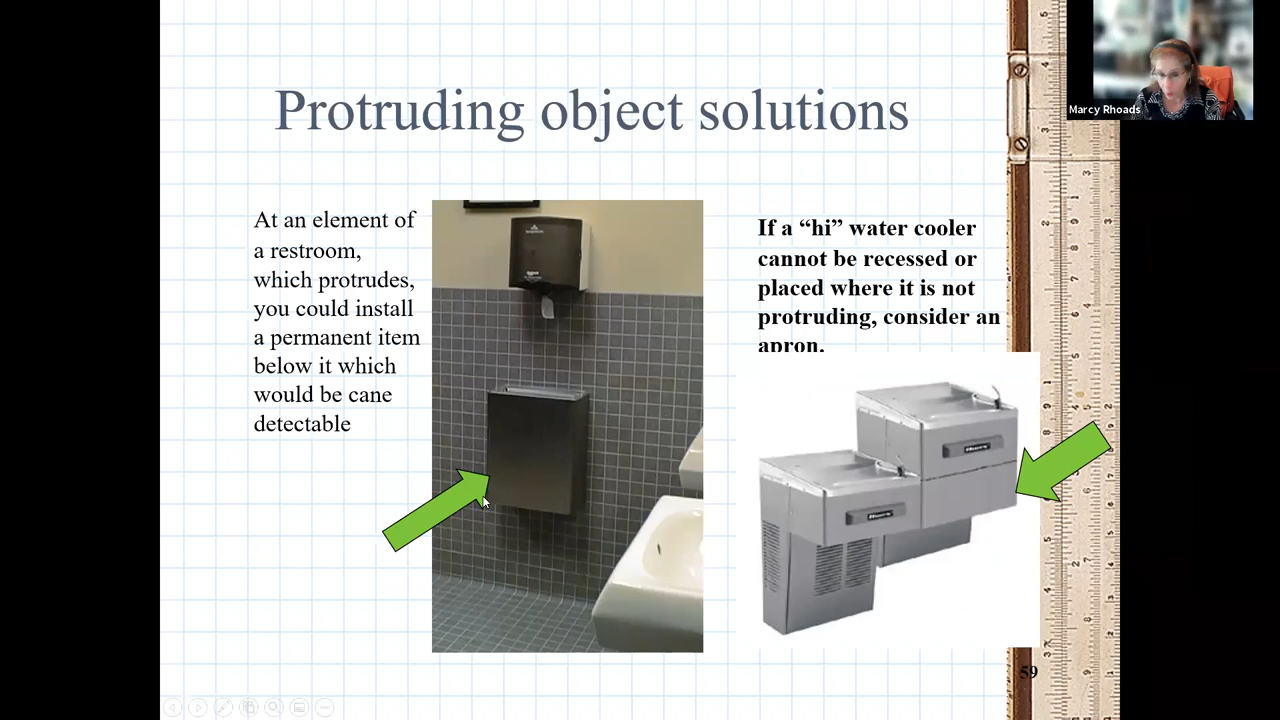 Protruding object solutions
Marcy Rhoads
At an element of
a restroom,
which protrudes,
you could install
a permanent item
below it which
would be cane
detectable
If a “hi” water cooler
cannot be recessed or
placed where it is not
protruding, consider an
apron.
59